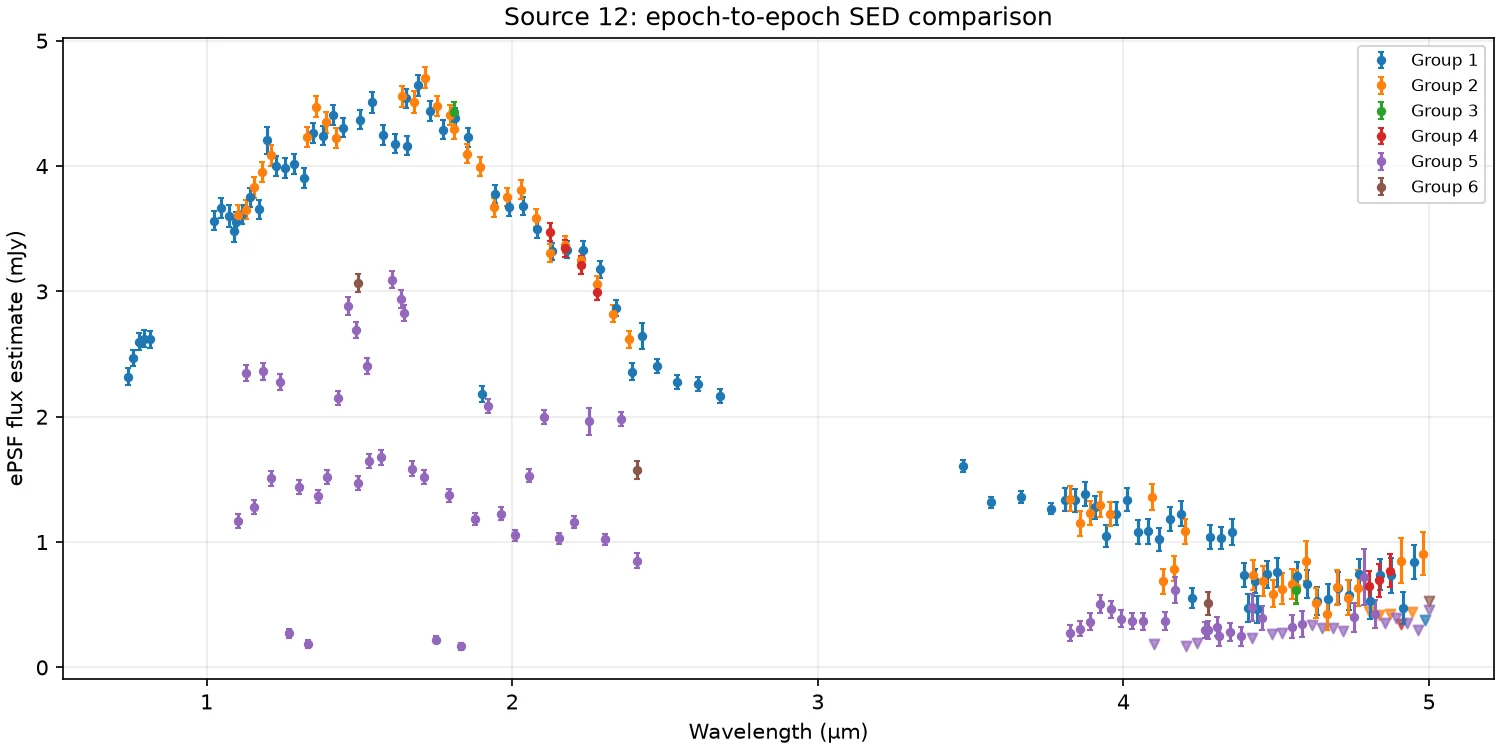 Source 12: epoch-to-epoch SED comparison
ePSF flux estimate (mJy)
5
4
3
2
1
0
Group 1
Group 2
Group 3
Group 4
Group 5
Group 6
1 2 3 4 5
Wavelength (µm)